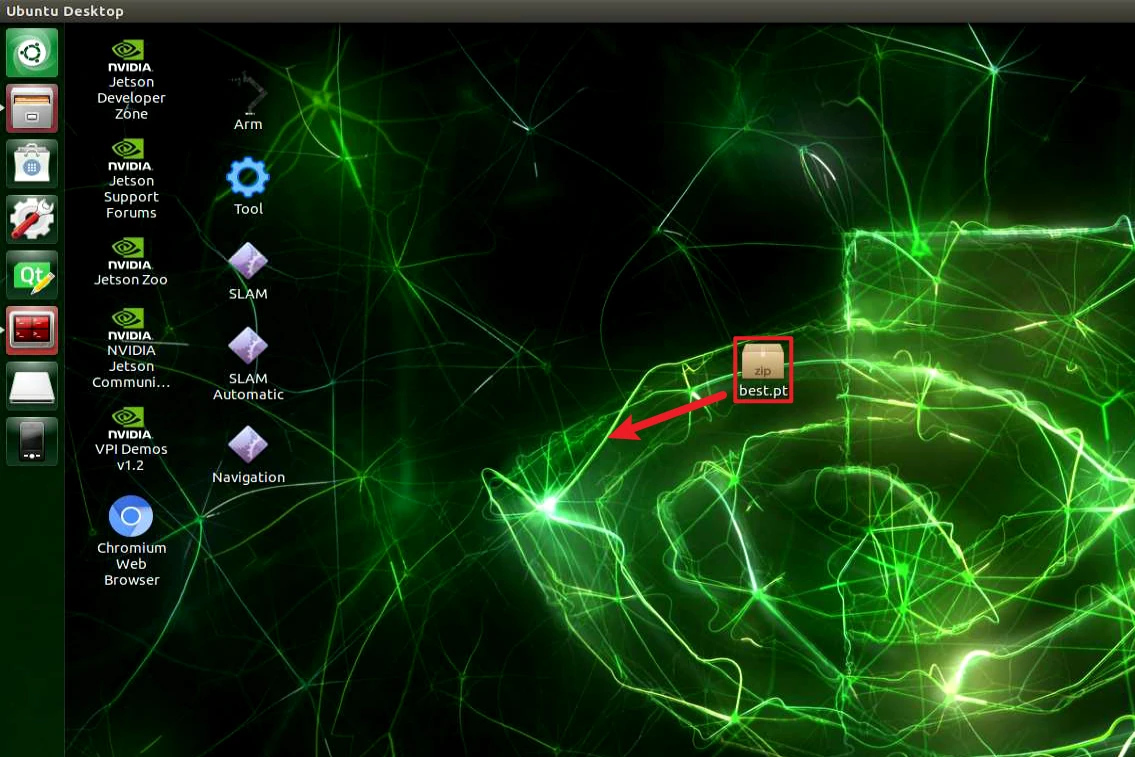 Ubuntu Desktop
NVIDIA.
Jetson
Developer
Zone
NVIDIA.
Jetson
Support
Forums
NVIDIA.
Jetson Zoo
NVIDIA.
NVIDIA
Jetson
Communi...
NVIDIA.
VPI Demos
v1.2
Chromium
Web
Browser
Arm
Tool
SLAM
SLAM
Automatic
Navigation
Qt
zip
best.pt